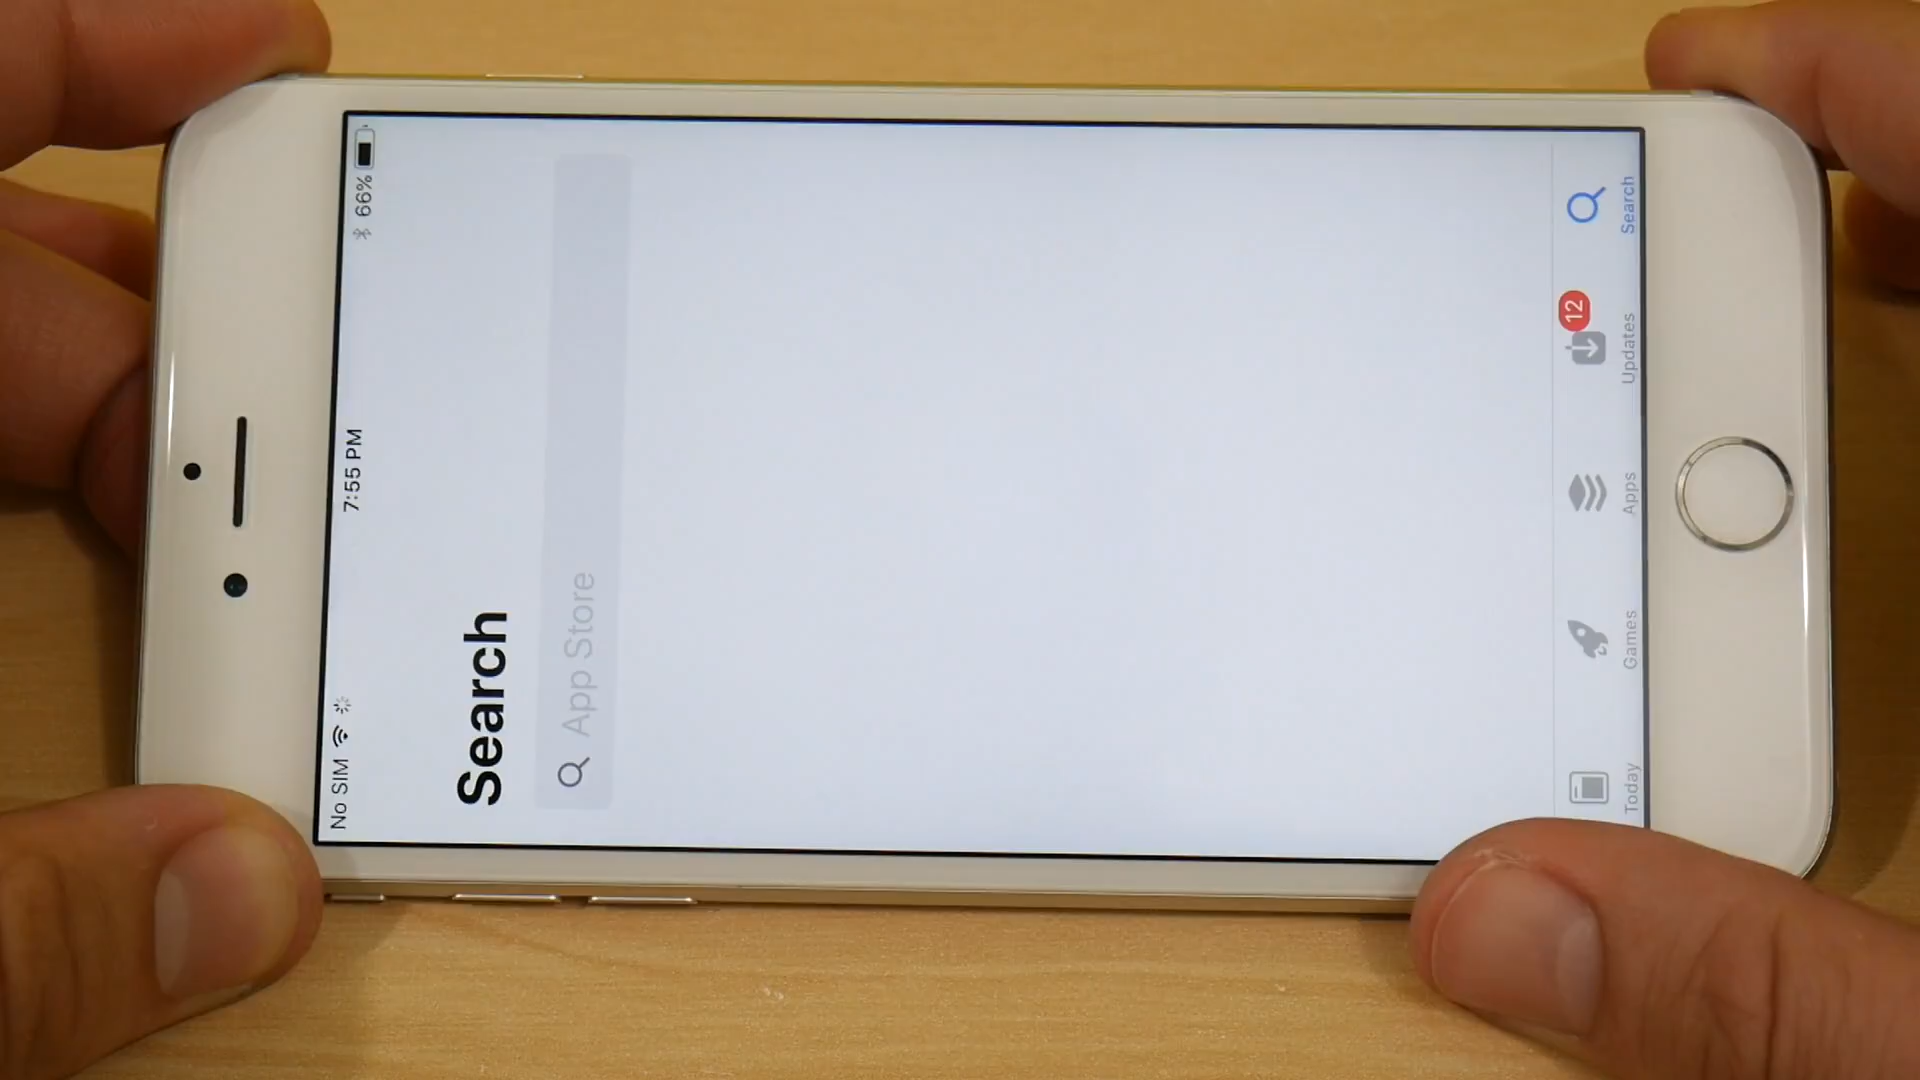 No SIM
7:55 PM
66%
Search
App Store
Today
Games
Apps
Updates
12
Search